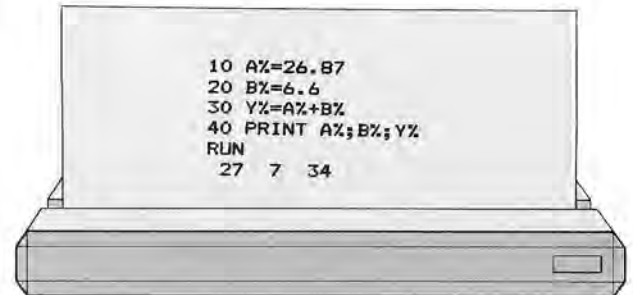 10 A%=26.87
20 B%=6.6
30 Y%=A%+B%
40 PRINT A%;B%;Y%
RUN
27 7 34